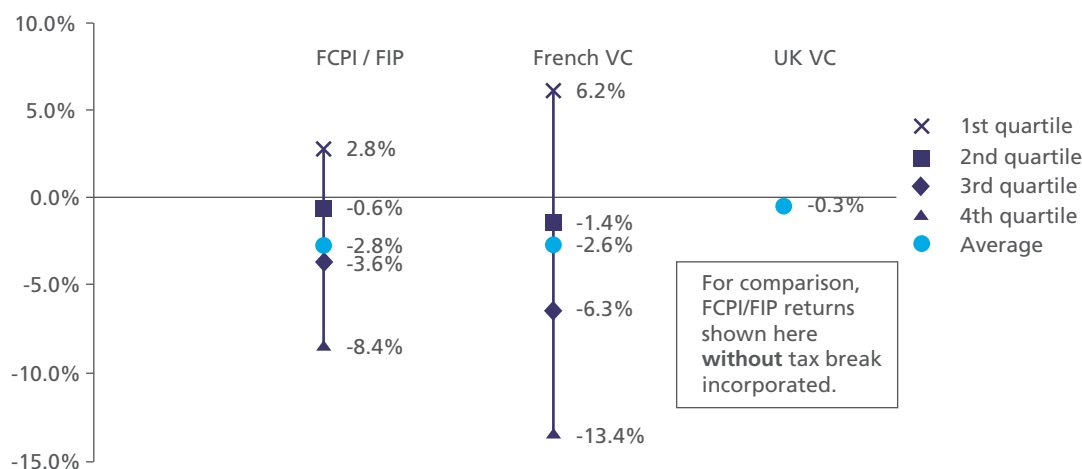 10.0%
5.0%
0.0%
-5.0%
-10.0%
-15.0%
FCPI / FIP
French VC
UK VC
2.8%
-0.6%
-2.8%
-3.6%
-8.4%
6.2%
-1.4%
-2.6%
-6.3%
-13.4%
-0.3%
1st quartile
2nd quartile
3rd quartile
4th quartile
Average
For comparison,
FCPI/FIP returns
shown here
without tax break
incorporated.